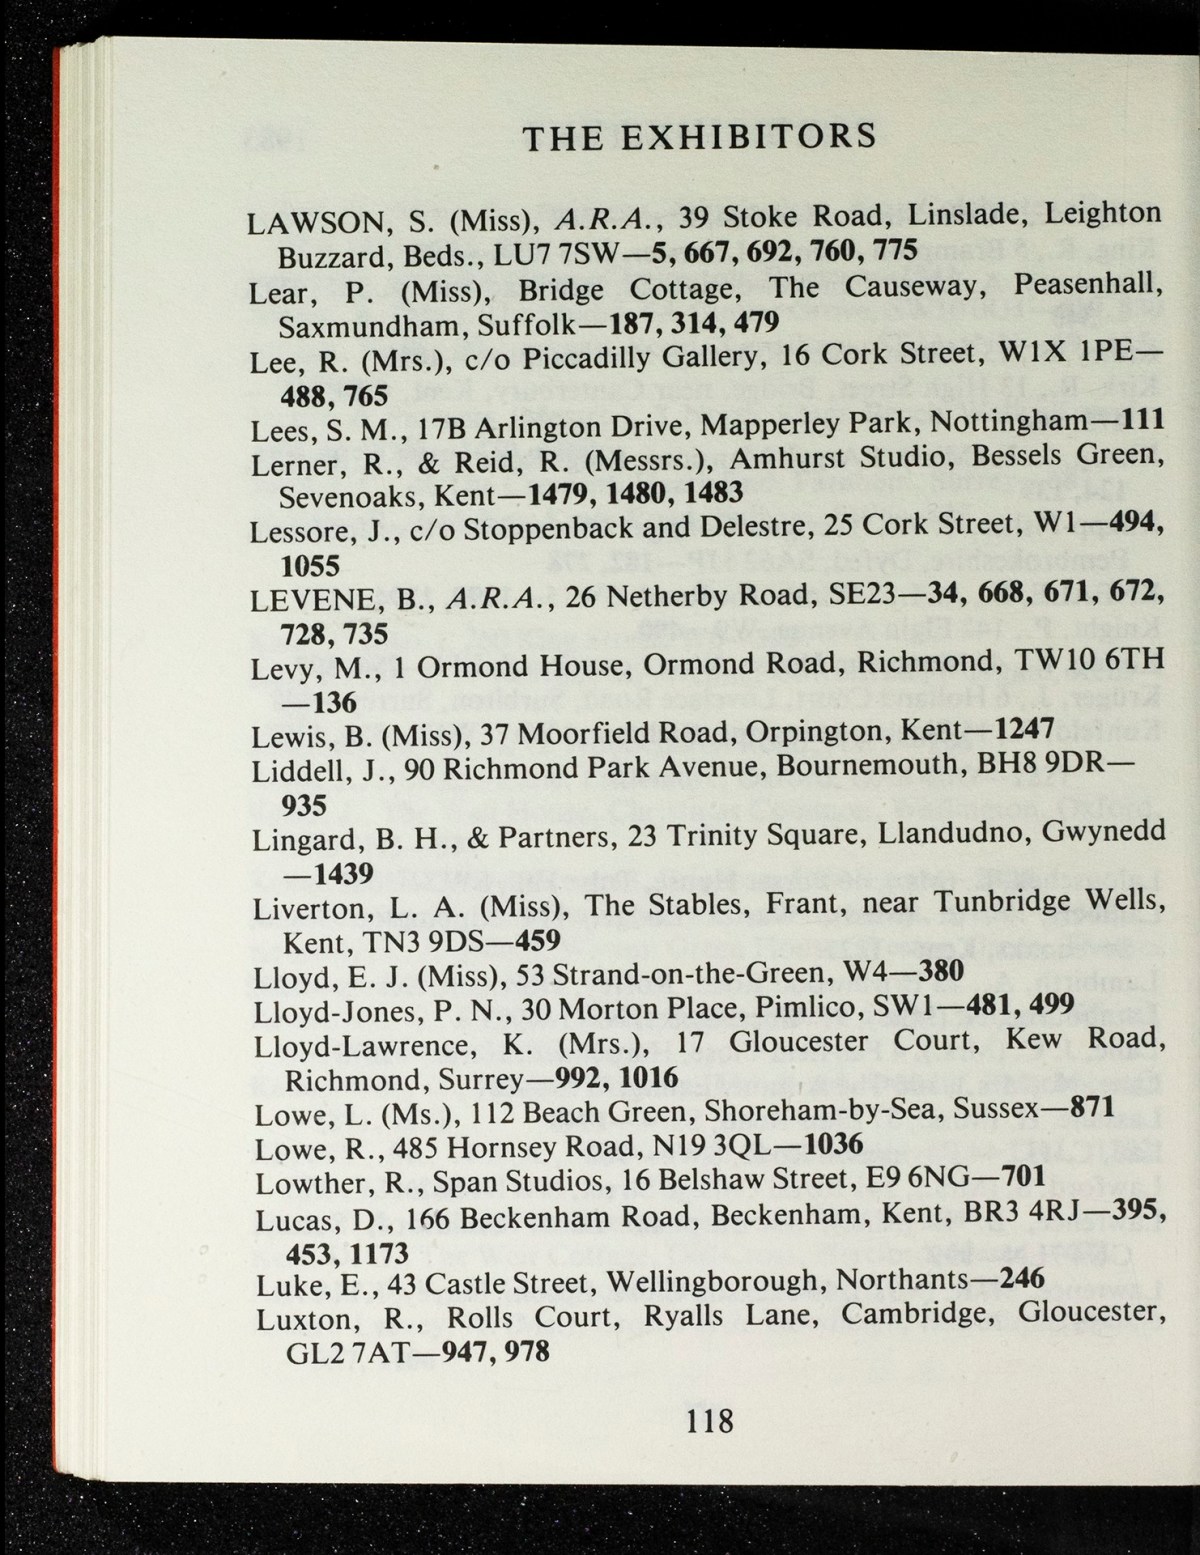 THE EXHIBITORS
LAWSON, S. (Miss), A.R.A., 39 Stoke Road, Linslade, Leighton
Buzzard, Beds., LU7 7SW—5, 667, 692, 760, 775
Lear, P. (Miss), Bridge Cottage, The Causeway, Peasenhall,
Saxmundham, Suffolk—187, 314, 479
Lee, R. (Mrs.), c/o Piccadilly Gallery, 16 Cork Street, W1X 1PE—
488, 765
Lees, S. M., 17B Arlington Drive, Mapperley Park, Nottingham—111
Lerner, R., & Reid, R. (Messrs.), Amhurst Studio, Bessels Green,
Sevenoaks, Kent—1479, 1480, 1483
Lessore, J., c/o Stoppenback and Delestre, 25 Cork Street, W1—494,
1055
LEVENE, B., A.R.A., 26 Netherby Road, SE23—34, 668, 671, 672,
728, 735
Levy, M., 1 Ormond House, Ormond Road, Richmond, TW10 6TH
—136
Lewis, B. (Miss), 37 Moorfield Road, Orpington, Kent—1247
Liddell, J., 90 Richmond Park Avenue, Bournemouth, BH8 9DR—
935
Lingard, B. H., & Partners, 23 Trinity Square, Llandudno, Gwynedd
—1439
Liverton, L. A. (Miss), The Stables, Frant, near Tunbridge Wells,
Kent, TN3 9DS—459
Lloyd, E. J. (Miss), 53 Strand-on-the-Green, W4—380
Lloyd-Jones, P. N., 30 Morton Place, Pimlico, SW1—481, 499
Lloyd-Lawrence, K. (Mrs.), 17 Gloucester Court, Kew Road,
Richmond, Surrey—992, 1016
Lowe, L. (Ms.), 112 Beach Green, Shoreham-by-Sea, Sussex—871
Lowe, R., 485 Hornsey Road, N19 3QL—1036
Lowther, R., Span Studios, 16 Belshaw Street, E9 6NG—701
Lucas, D., 166 Beckenham Road, Beckenham, Kent, BR3 4RJ—395,
453, 1173
Luke, E., 43 Castle Street, Wellingborough, Northants—246
Luxton, R., Rolls Court, Ryalls Lane, Cambridge, Gloucester,
GL2 7AT—947, 978
118